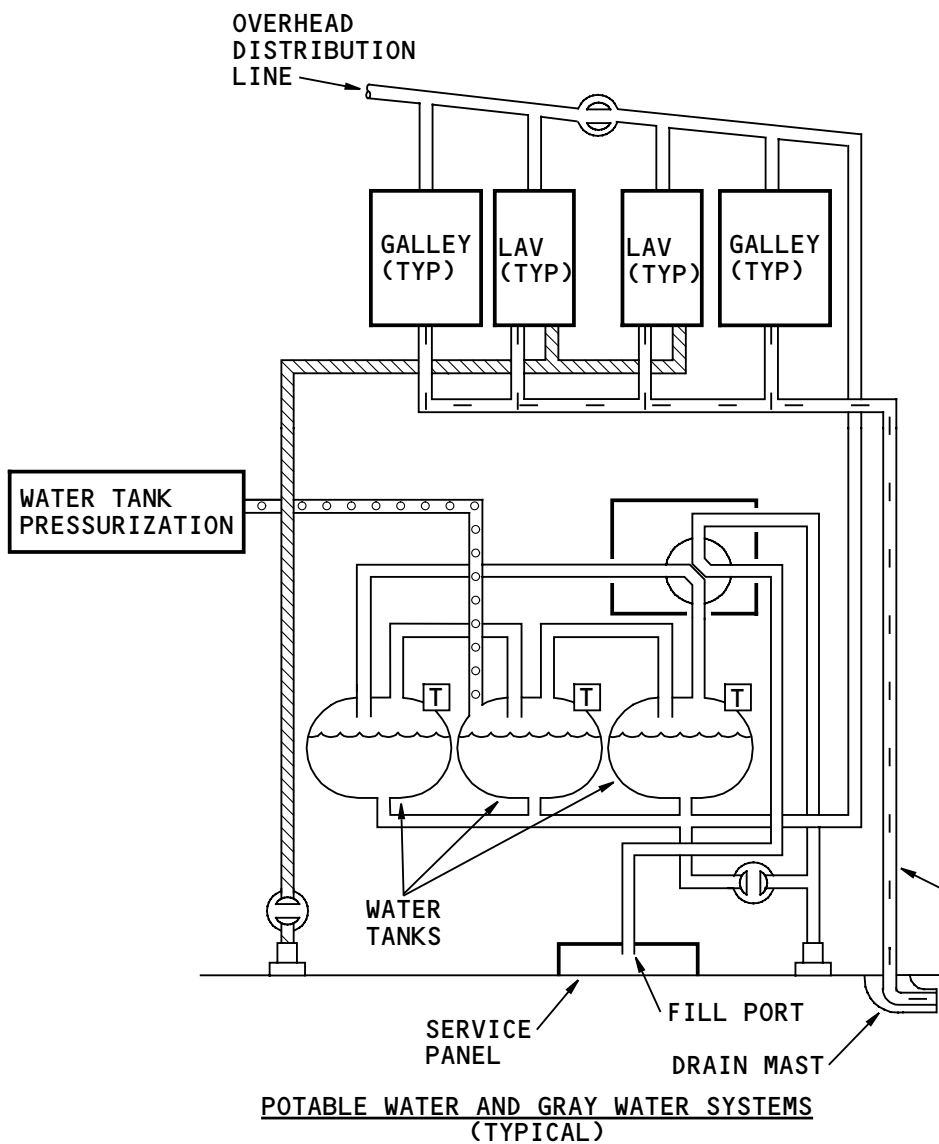 OVERHEAD
DISTRIBUTION
LINE
GALLEY
(TYP)
LAV
(TYP)
LAV
(TYP)
GALLEY
(TYP)
WATER TANK
PRESSURIZATION
T
T
T
WATER
TANKS
FILL PORT
SERVICE
PANEL
DRAIN MAST
POTABLE WATER AND GRAY WATER SYSTEMS
(TYPICAL)